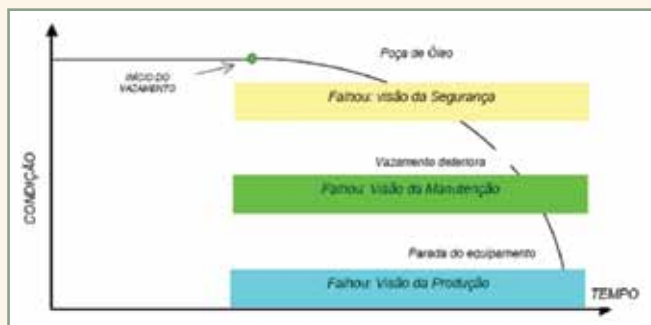 Poça de Óleo
INÍCIO DO
VAZAMENTO
Falhou: visão da Segurança
Vazamento deteriora
Falhou: Visão da Manutenção
CONDIÇÃO
Parada do equipamento
Falhou: Visão da Produção
TEMPO